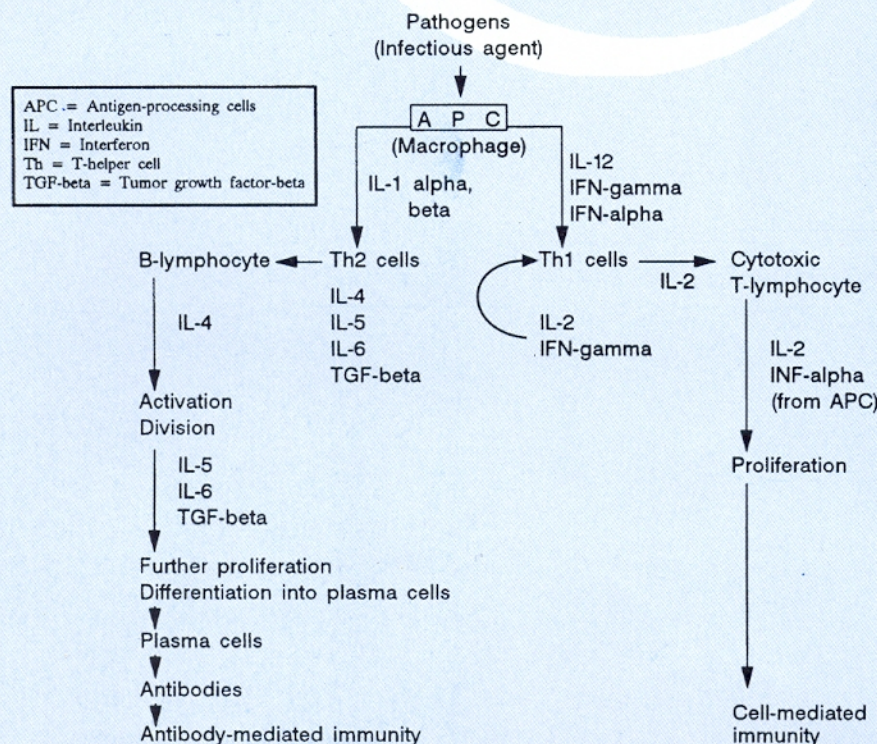 Pathogens
(Infectious agent)
APC .= Antigen-processing cells
IL = Interleukin
IFN = Interferon
Th = T-helper cell
TGF-beta = Tumor growth factor-beta
A P C
(Macrophage)
IL-1 alpha,
beta
IL-12
IFN-gamma
IFN-alpha
B-lymphocyte
Th2 cells
Th1 cells
IL-2
Cytotoxic
T-lymphocyte
IL-4
IL-4
IL-5
IL-6
TGF-beta
IL-2
IFN-gamma
IL-2
INF-alpha
(from APC)
Activation
Division
IL-5
IL-6
TGF-beta
Proliferation
Further proliferation
Differentiation into plasma cells
Plasma cells
Antibodies
Antibody-mediated immunity
Cell-mediated
immunity